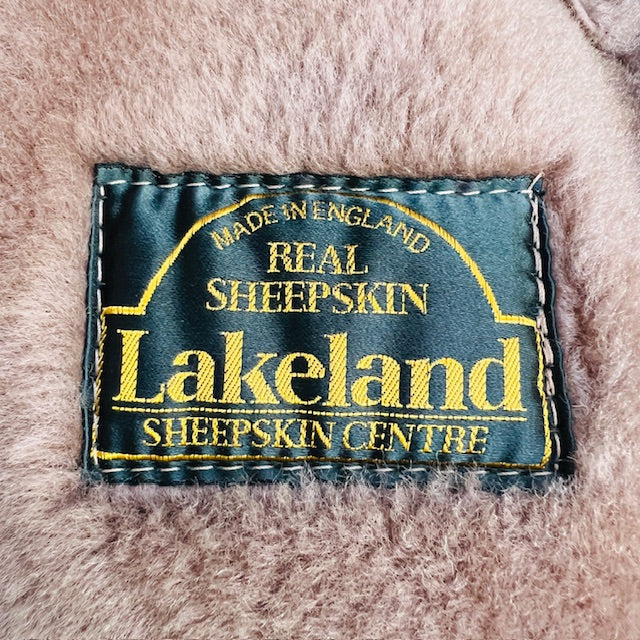 MADE IN ENGLAND
REAL
SHEEPSKIN
Lakeland
SHEEPSKIN CENTRE